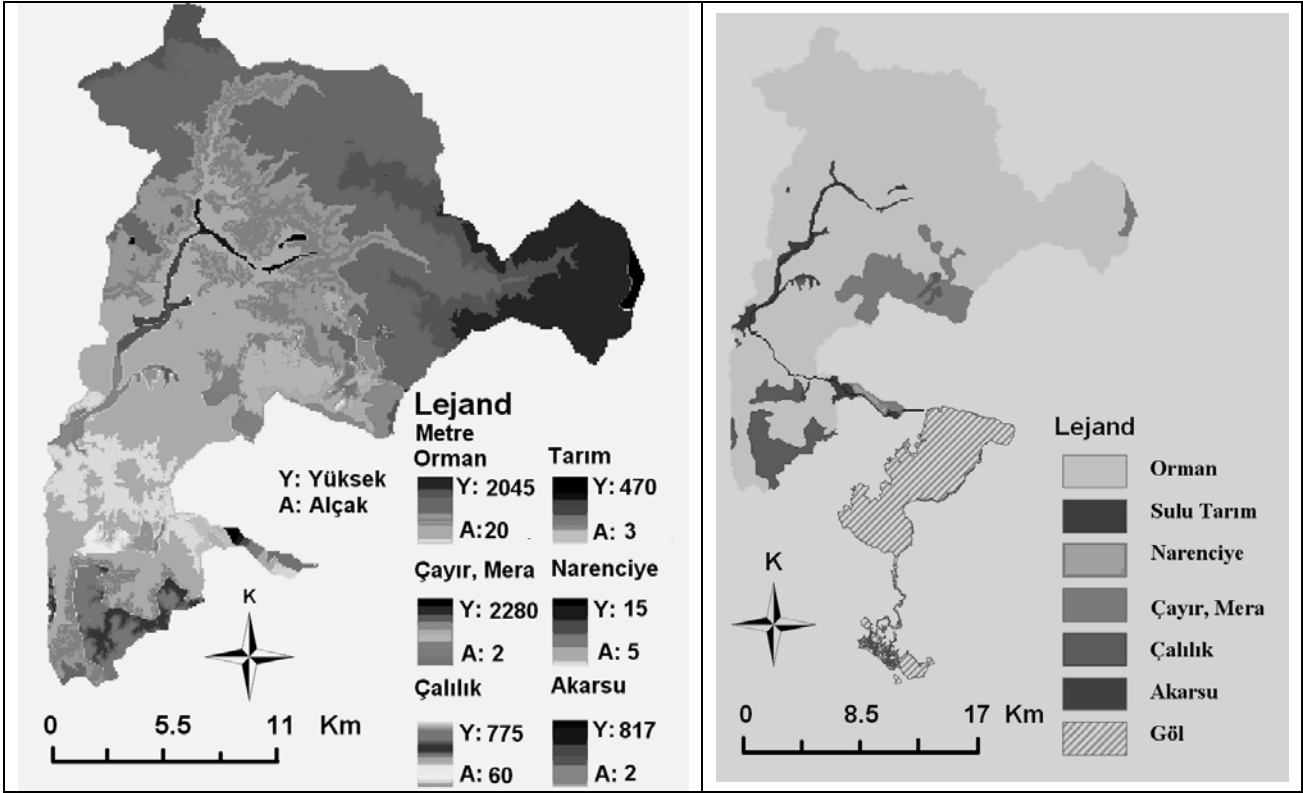 Lejand
Metre
Orman
Tarım
Y: Yüksek
A: Alçak
Y: 2045
A:20
Y: 470
A: 3
Çayır, Mera
Narenciye
Y: 2280
A: 2
Y: 15
A: 5
Çalılık
Akarsu
Y: 775
A: 60
Y: 817
A: 2
K
0 5.5 11 Km
Lejand
Orman
Sulu Tarım
Narenciye
Çayır, Mera
Çalılık
Akarsu
Göl
K
0 8.5 17 Km